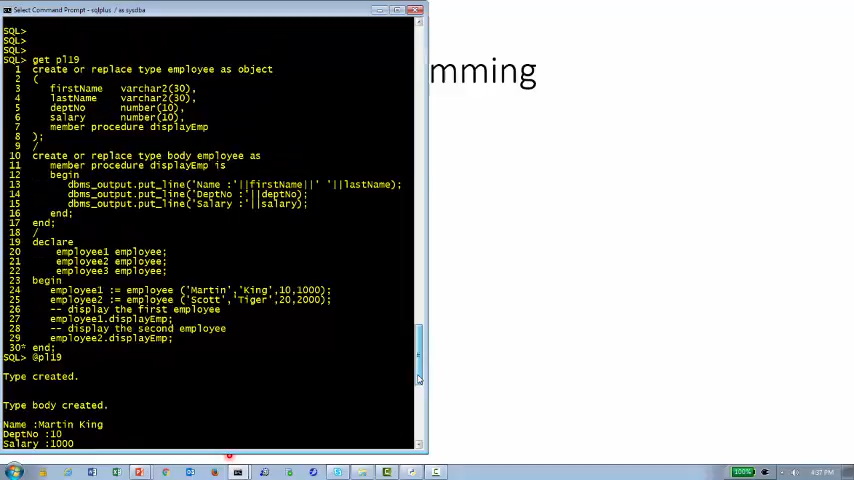 Select Command Prompt - sqlplus / as sysdba
SQL>
SQL>
SQL>
SQL> get pl19
1 create or replace type employee as object
2 (
3 firstName varchar2(30),
4 lastName varchar2(30),
5 deptNo number(10),
6 salary number(10),
7 member procedure displayEmp
8 );
9 /
10 create or replace type body employee as
11 member procedure displayEmp is
12 begin
13 dbms_output.put_line('Name :'||firstName||' '||lastName);
14 dbms_output.put_line('DeptNo :'||deptNo);
15 dbms_output.put_line('Salary :'||salary);
16 end;
17 end;
18 /
19 declare
20 employee1 employee;
21 employee2 employee;
22 employee3 employee;
23 begin
24 employee1 := employee ('Martin','King',10,1000);
25 employee2 := employee ('Scott','Tiger',20,2000);
26 -- display the first employee
27 employee1.displayEmp;
28 -- display the second employee
29 employee2.displayEmp;
30* end;
SQL> @pl19
Type created.
Type body created.
Name :Martin King
DeptNo :10
Salary :1000
mming
100%
4:37 PM